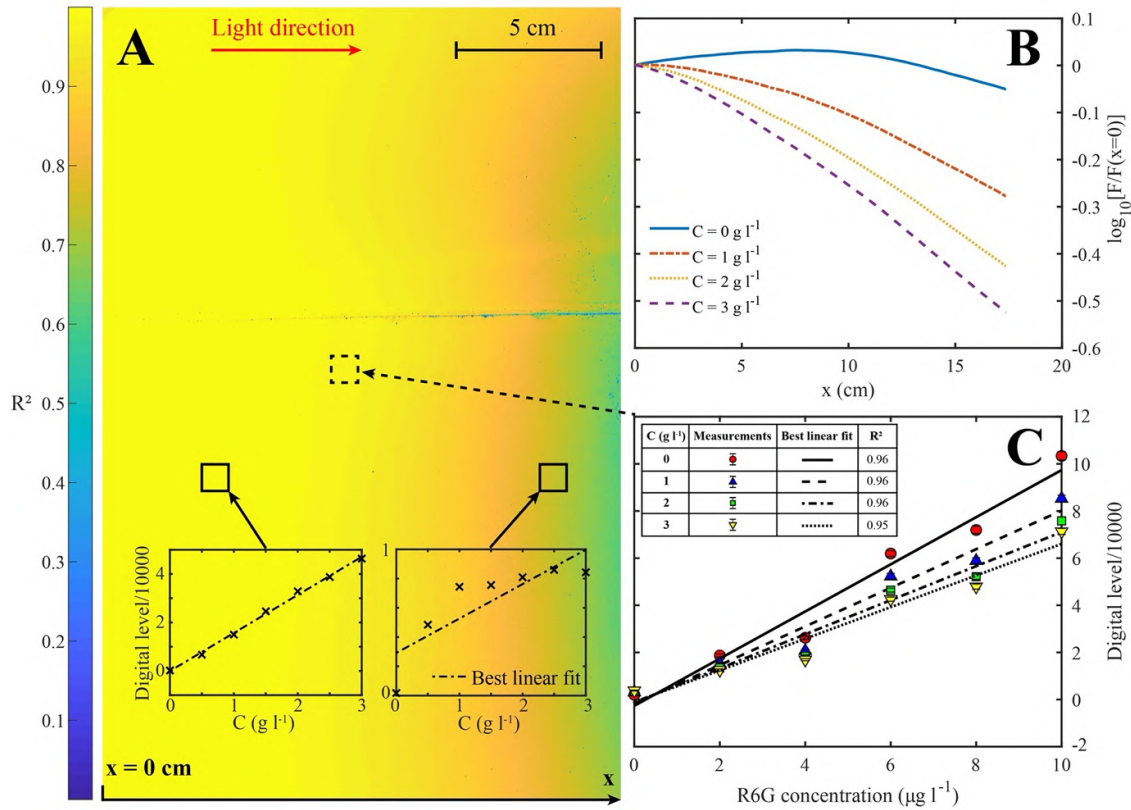 A
Light direction
5 cm
0.9
0.8
0.7
0.6
0.5
0.4
0.3
0.2
0.1
R²
Digital level/10000
4
2
0
0 1 2 3
C (g l⁻¹)
1
0
Best linear fit
0 1 2 3
C (g l⁻¹)
x = 0 cm
x
B
0.1
0
-0.1
-0.2
-0.3
-0.4
-0.5
-0.6
log₁₀[F/F(x=0)]
C = 0 g l⁻¹
C = 1 g l⁻¹
C = 2 g l⁻¹
C = 3 g l⁻¹
0 5 10 15 20
x (cm)
C
C (g l⁻¹) Measurements Best linear fit R²
0 0.96
1 0.96
2 0.96
3 0.95
12
10
8
6
4
2
0
-2
Digital level/10000
0 2 4 6 8 10
R6G concentration (μg l⁻¹)